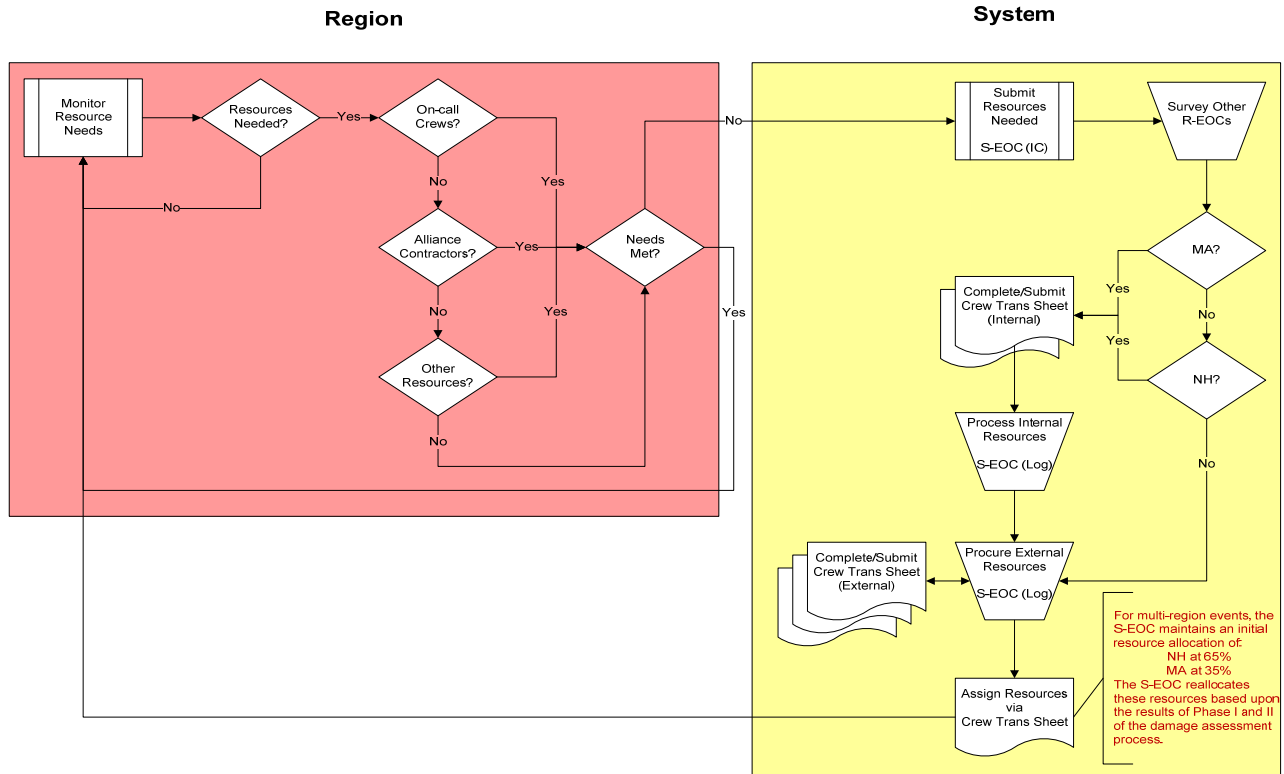 Region
System
Monitor
Resource
Needs
Resources
Needed?
Yes
On-call
Crews?
No
Submit
Resources
Needed
S-EOC (IC)
Survey Other
R-EOCs
No
No
Yes
Alliance
Contractors?
Yes
Needs
Met?
MA?
No
Yes
Yes
Yes
No
Yes
Complete/Submit
Crew Trans Sheet
(Internal)
Other
Resources?
NH?
No
Process Internal
Resources
S-EOC (Log)
No
Complete/Submit
Crew Trans Sheet
(External)
Procure External
Resources
S-EOC (Log)
For multi-region events, the
S-EOC maintains an initial
resource allocation of:
NH at 65%
MA at 35%
The S-EOC reallocates
these resources based upon
the results of Phase I and II
of the damage assessment
process.
Assign Resources
via
Crew Trans Sheet